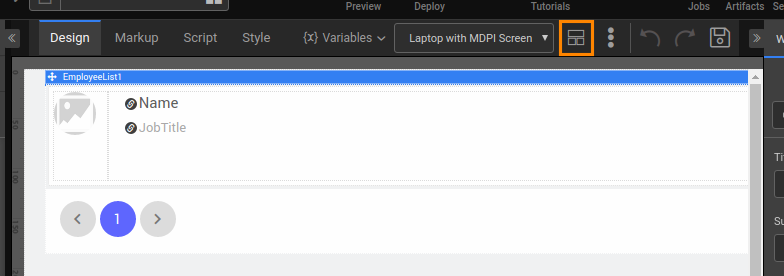 Preview Deploy Tutorials Jobs Artifacts
Design Markup Script Style {x} Variables Laptop with MDPI Screen
EmployeeList1
Name
JobTitle
1